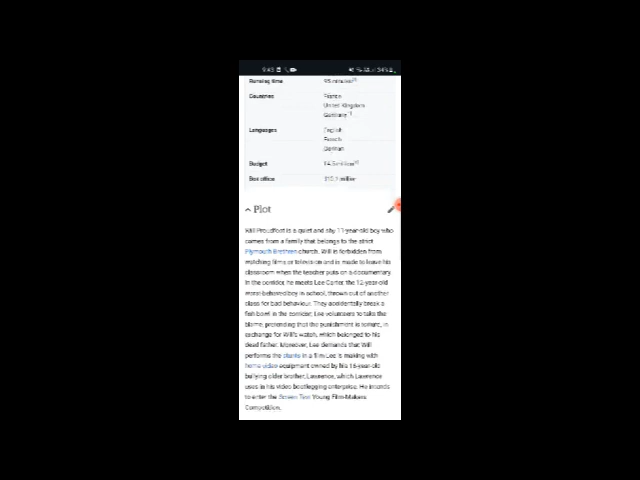 Running time 95 minutes
Countries France
United Kingdom
Germany
Languages English
French
German
Budget
Box office
Plot
Will Proudfoot is a quiet and shy 11-year-old boy who
comes from a family that belongs to the strict
Plymouth Brethren church. Will is forbidden from
watching films or television and is made to leave his
classroom when the teacher puts on a documentary.
In the corridor, he meets Lee Carter, the 12-year-old
worst-behaved boy in school, thrown out of another
class for bad behaviour. They accidentally break a
fish bowl in the corridor; Lee volunteers to take the
blame, pretending that the punishment is torture, in
exchange for Will's watch, which belonged to his
dead father. Moreover, Lee demands that Will
performs the stunts in a film Lee is making with
home video equipment owned by his 16-year-old
bullying older brother, Lawrence, which Lawrence
uses in his video bootlegging enterprise. He intends
to enter the Screen Test Young Film-Makers
Competition.